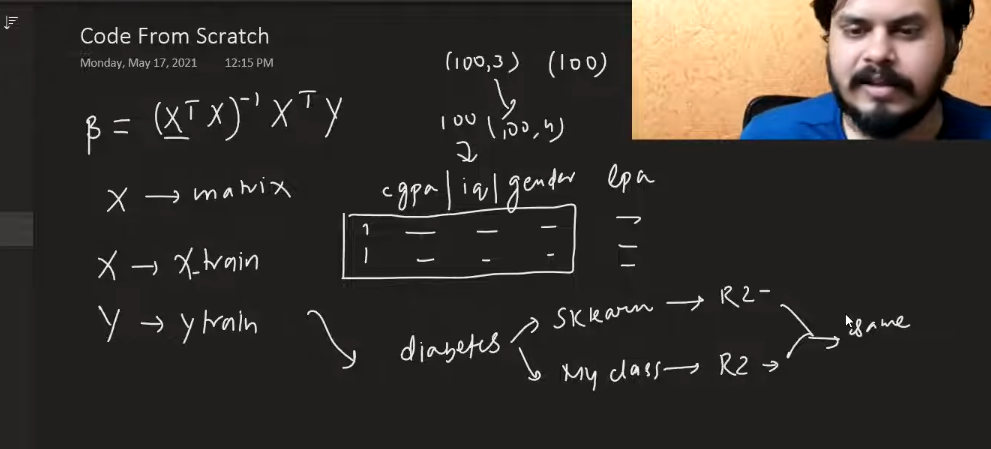 Code From Scratch
Monday, May 17, 2021 12:15 PM
(100,3) (100)
β = (XᵀX)⁻¹ XᵀY
100 (100,4)
X → matrix
cgpa | iq | gender lpa
1 — — –
1 – - -
X → X_train
Y → ytrain
diabetes
SKlearn → R2 -
My class → R2 →
same